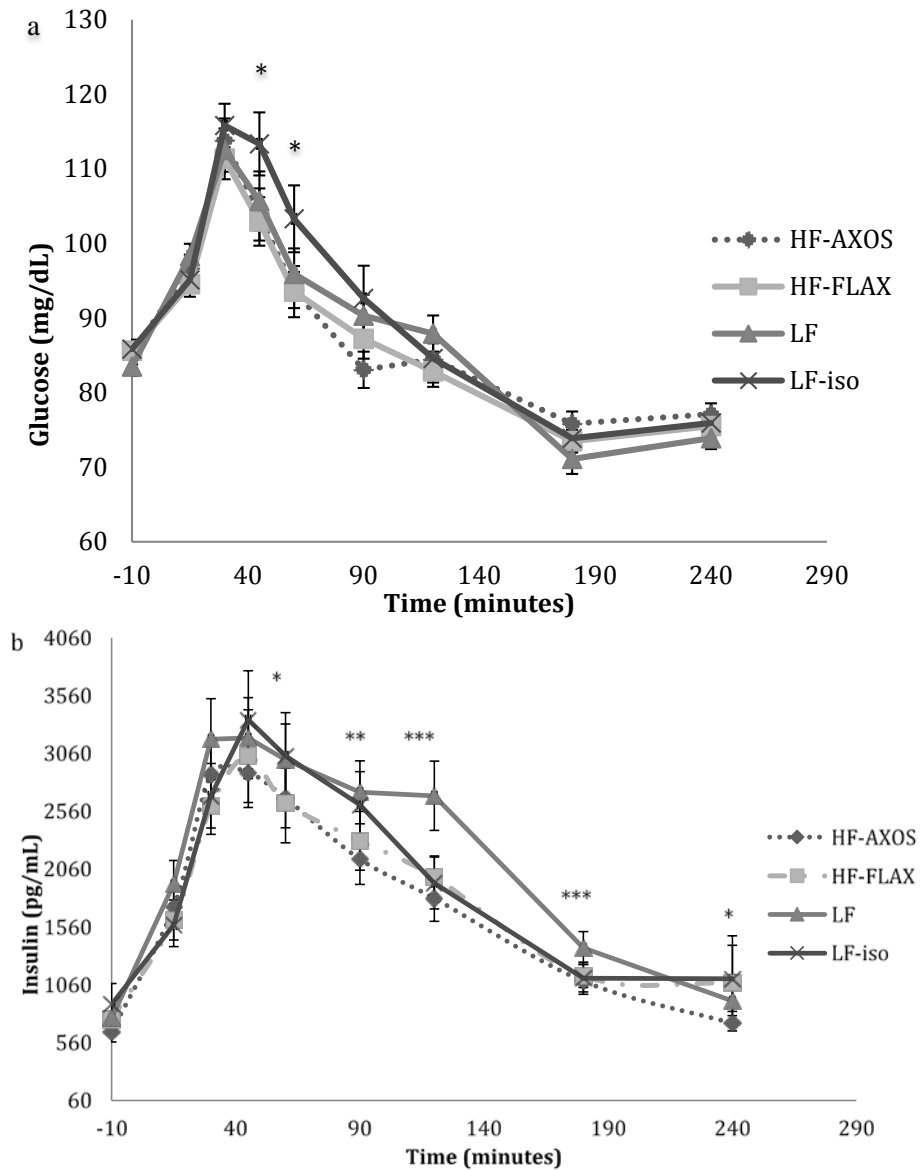 a
130
120
110
100
90
80
70
60
Glucose (mg/dL)
* *
-10 40 90 140 190 240 290
Time (minutes)
HF-AXOS
HF-FLAX
LF
LF-iso
b
4060
3560
3060
2560
2060
1560
1060
560
60
Insulin (pg/mL)
* ** *** *** *
-10 40 90 140 190 240 290
Time (minutes)
HF-AXOS
HF-FLAX
LF
LF-iso